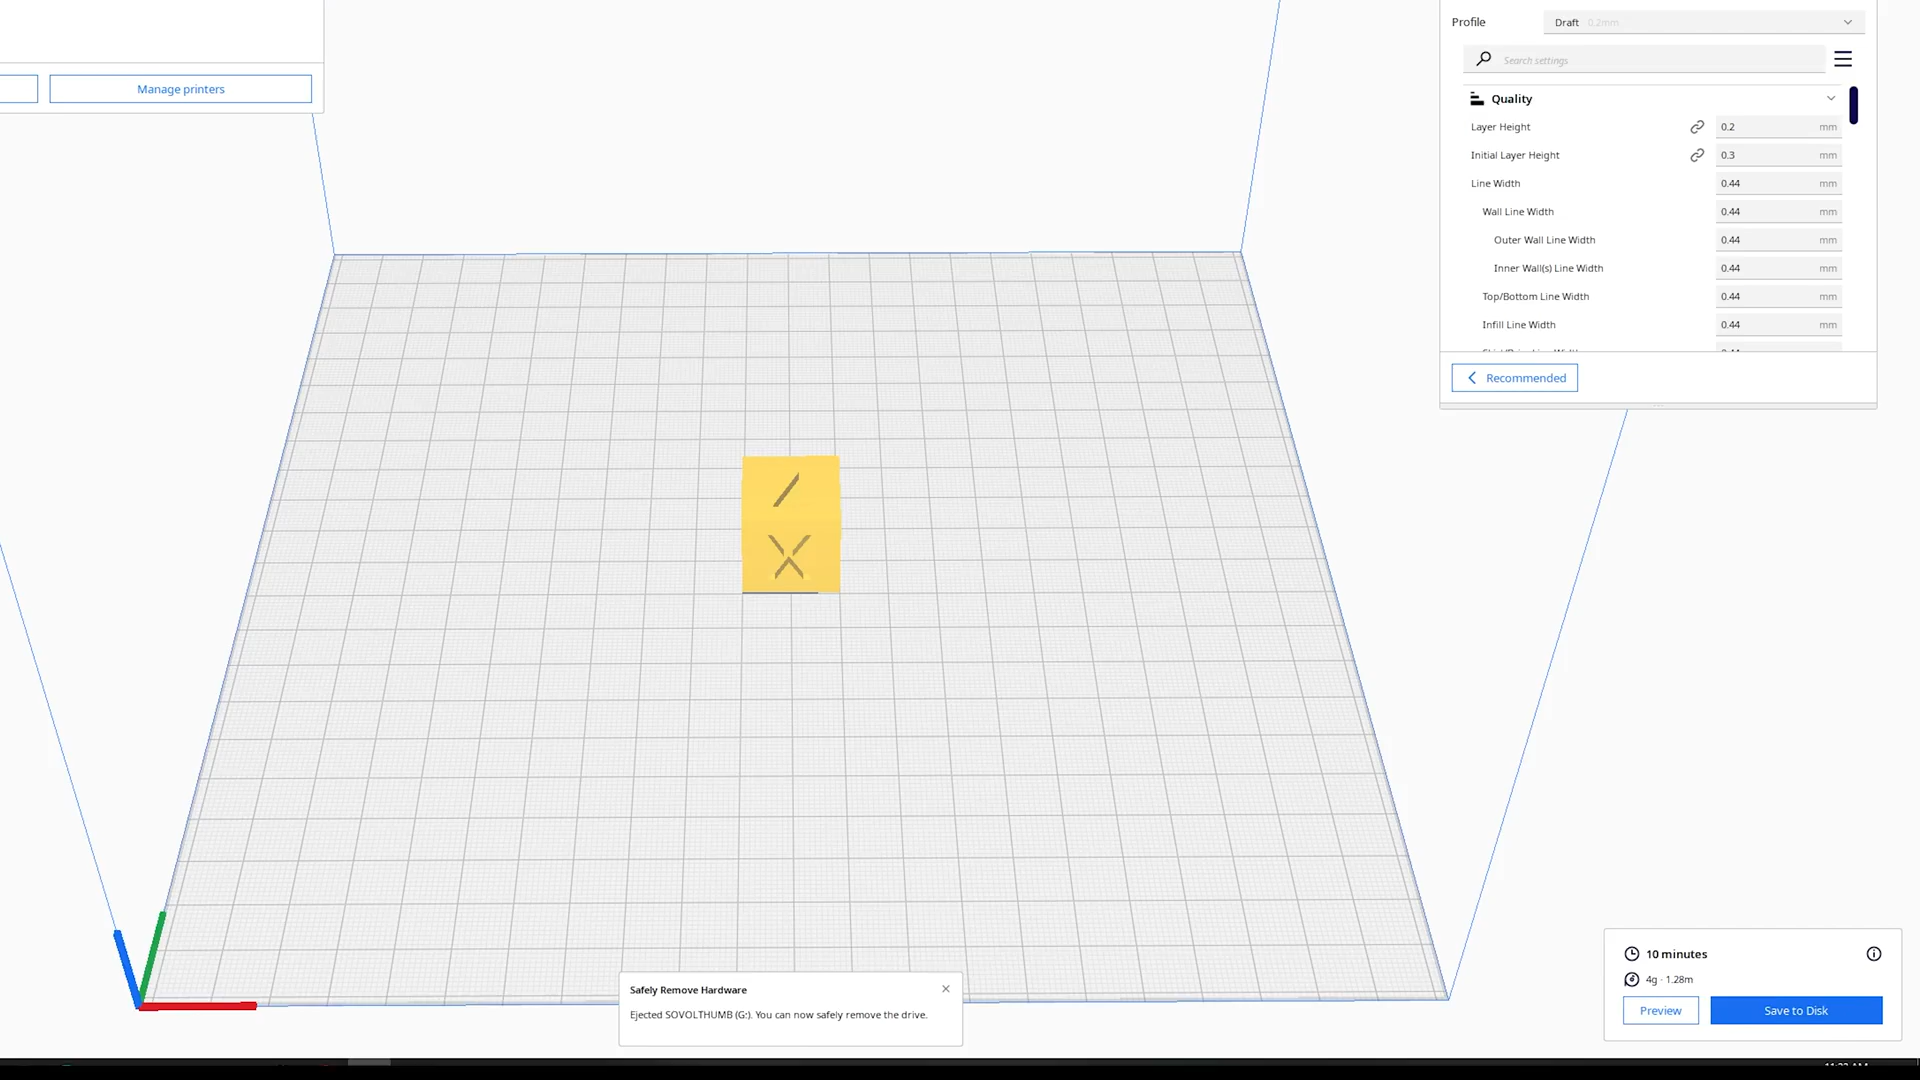 Profile
Draft 0.2mm
Search settings
Manage printers
Quality
Layer Height 0.2 mm
Initial Layer Height 0.3 mm
Line Width 0.44 mm
Wall Line Width 0.44 mm
Outer Wall Line Width 0.44 mm
Inner Wall(s) Line Width 0.44 mm
Top/Bottom Line Width 0.44 mm
Infill Line Width 0.44 mm
Recommended
X
10 minutes
4g · 1.28m
Preview
Save to Disk
Safely Remove Hardware
Ejected SOVOLTHUMB (G:). You can now safely remove the drive.